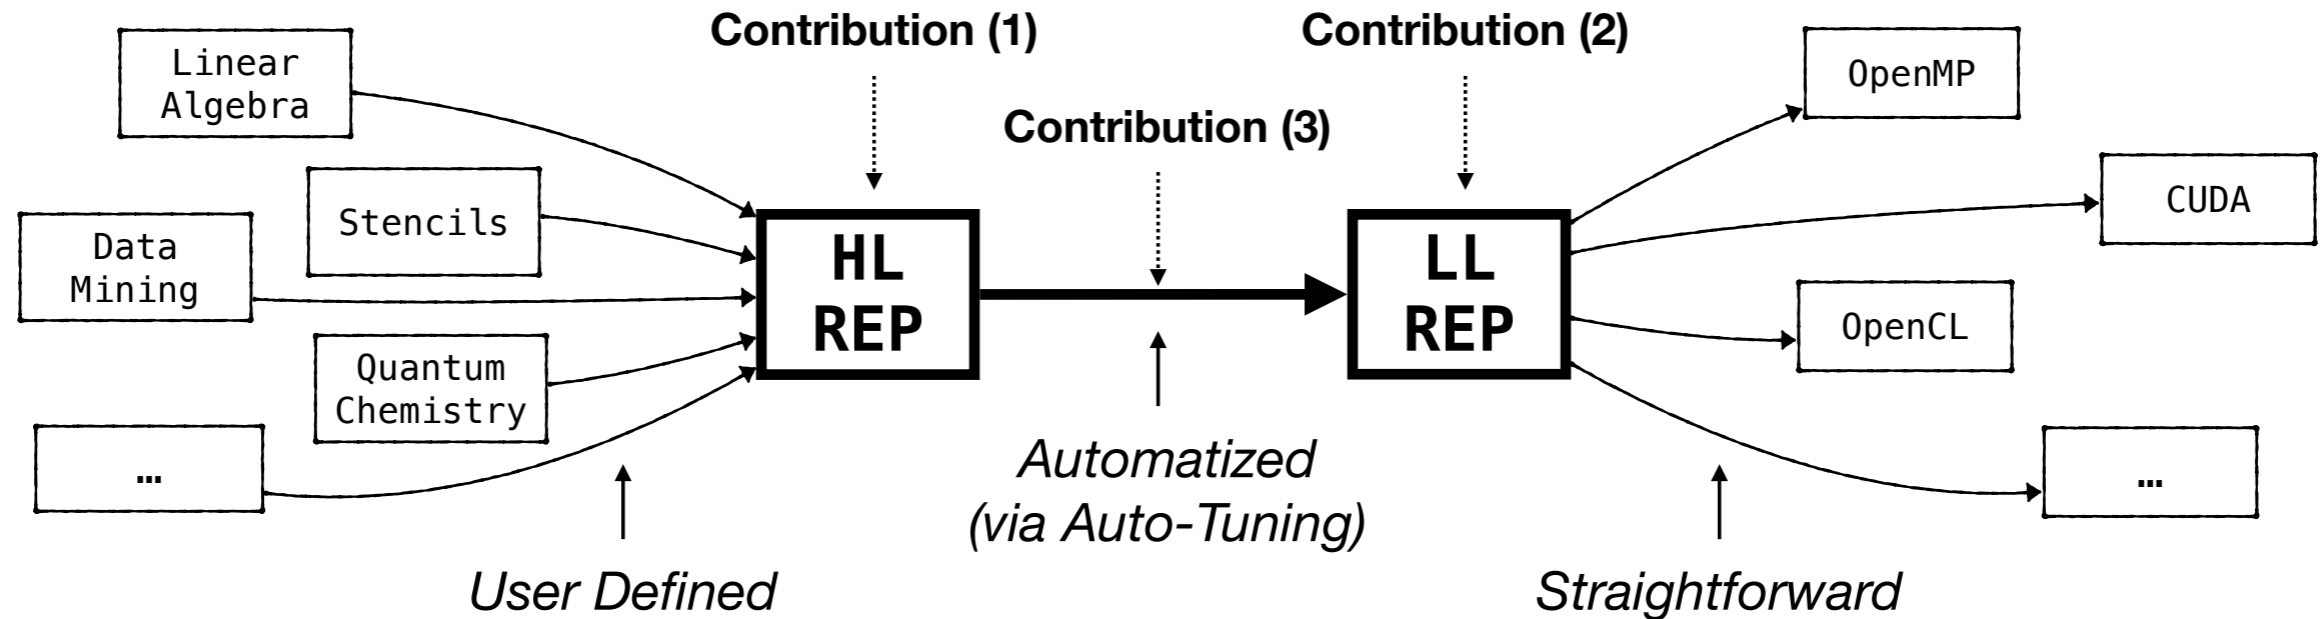 Contribution (1)
Contribution (2)
Contribution (3)
Linear
Algebra
Stencils
Data
Mining
Quantum
Chemistry
…
HL
REP
LL
REP
OpenMP
CUDA
OpenCL
…
User Defined
Automatized
(via Auto-Tuning)
Straightforward